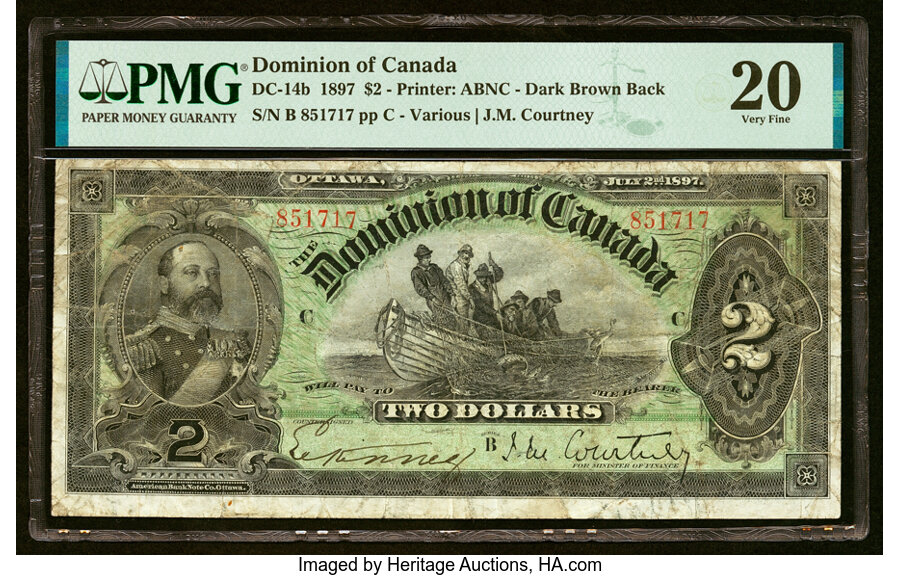 PMG®
PAPER MONEY GUARANTY
Dominion of Canada
DC-14b 1897 $2 - Printer: ABNC - Dark Brown Back
S/N B 851717 pp C - Various | J.M. Courtney
20
Very Fine
OTTAWA,
JULY 2nd 1897.
851717
851717
THE
Dominion of Canada
C
C
WILL PAY TO
THE BEARER
TWO DOLLARS
2
2
COUNTERSIGNED
B
J.M. Courtney
FOR MINISTER OF FINANCE
American Bank Note Co. Ottawa.
Imaged by Heritage Auctions, HA.com